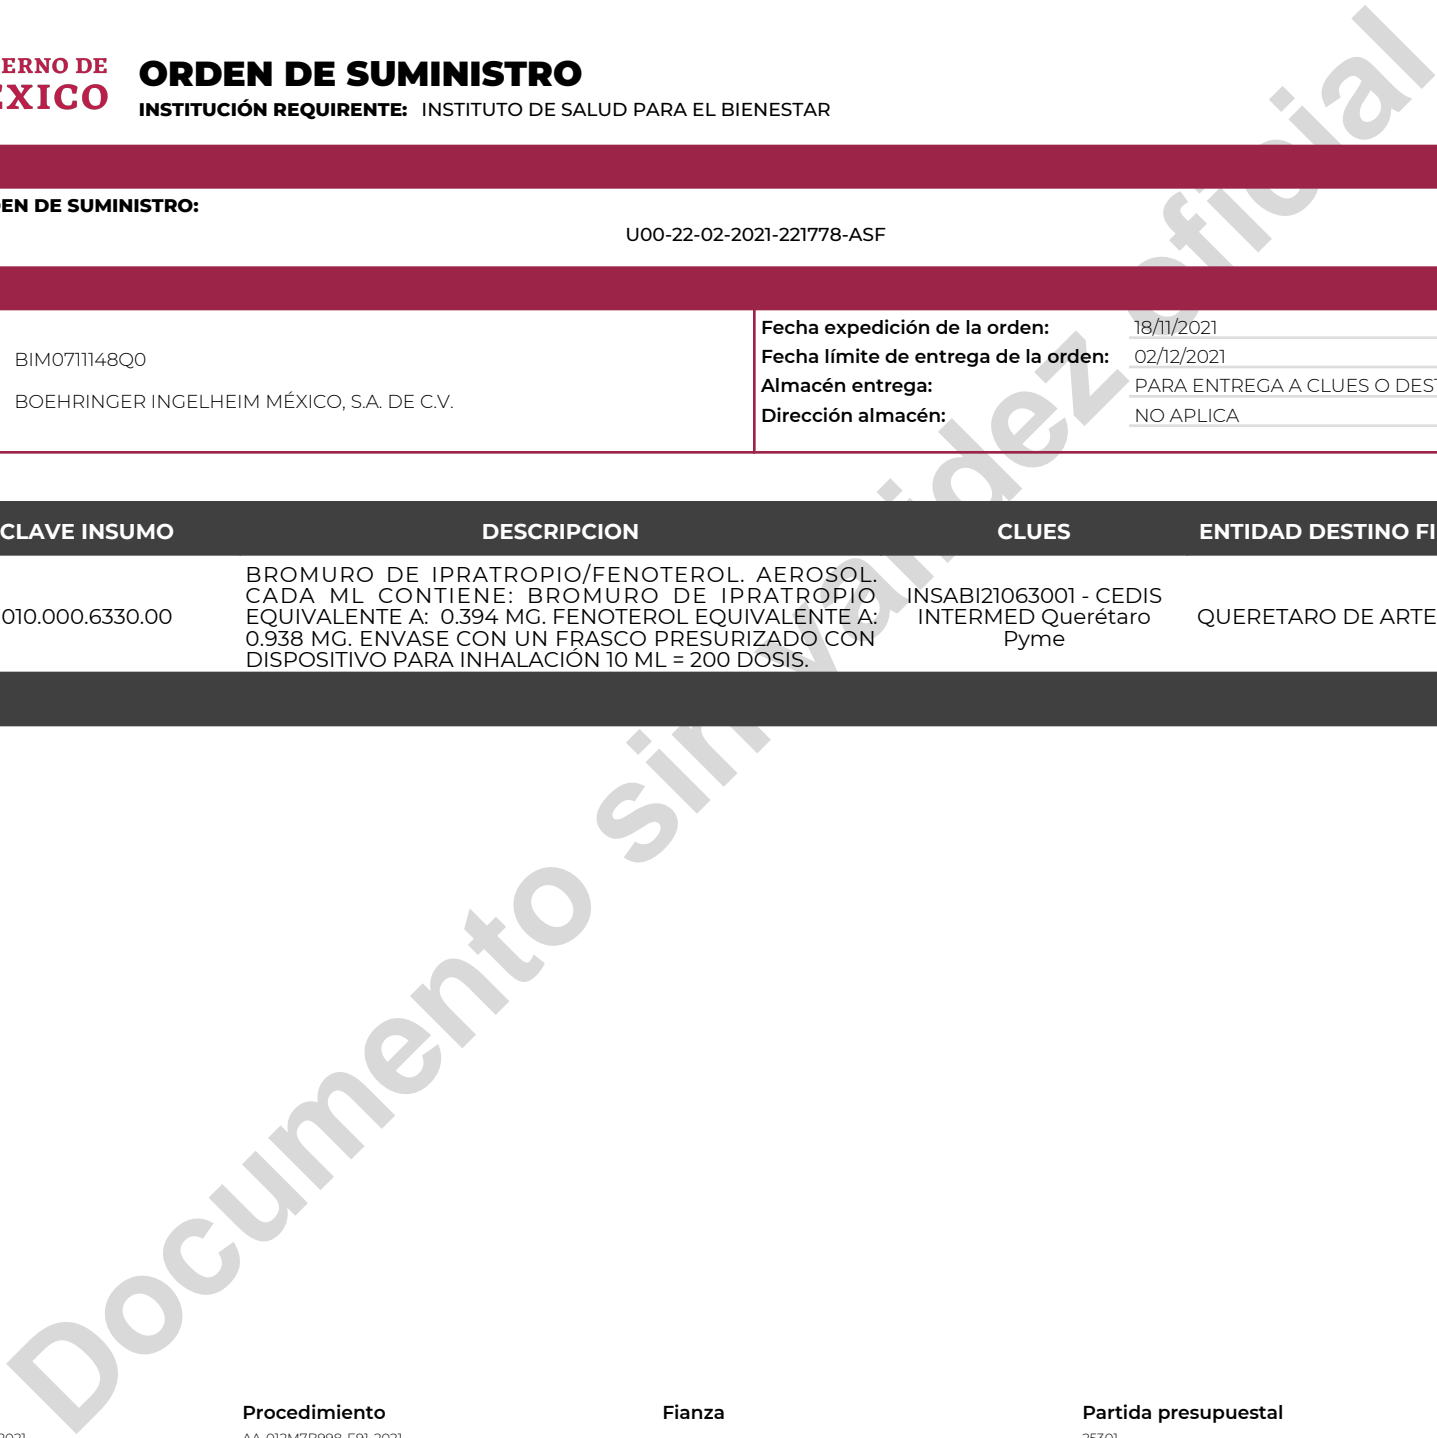 ERNO DE
ORDEN DE SUMINISTRO
INSTITUCIÓN REQUIRENTE: INSTITUTO DE SALUD PARA EL BIENESTAR
EN DE SUMINISTRO:
U00-22-02-2021-221778-ASF
BIM0711148Q0
BOEHRINGER INGELHEIM MÉXICO, S.A. DE C.V.
Fecha expedición de la orden: 18/11/2021
Fecha límite de entrega de la orden: 02/12/2021
Almacén entrega: PARA ENTREGA A CLUES O DEST
Dirección almacén: NO APLICA
CLAVE INSUMO DESCRIPCION CLUES ENTIDAD DESTINO FI
010.000.6330.00
BROMURO DE IPRATROPIO/FENOTEROL. AEROSOL.
CADA ML CONTIENE: BROMURO DE IPRATROPIO
EQUIVALENTE A: 0.394 MG. FENOTEROL EQUIVALENTE A:
0.938 MG. ENVASE CON UN FRASCO PRESURIZADO CON
DISPOSITIVO PARA INHALACIÓN 10 ML = 200 DOSIS.
INSABI21063001 - CEDIS
INTERMED Querétaro
Pyme
QUERETARO DE ARTE
Documento sin validez oficial
Procedimiento Fianza Partida presupuestal